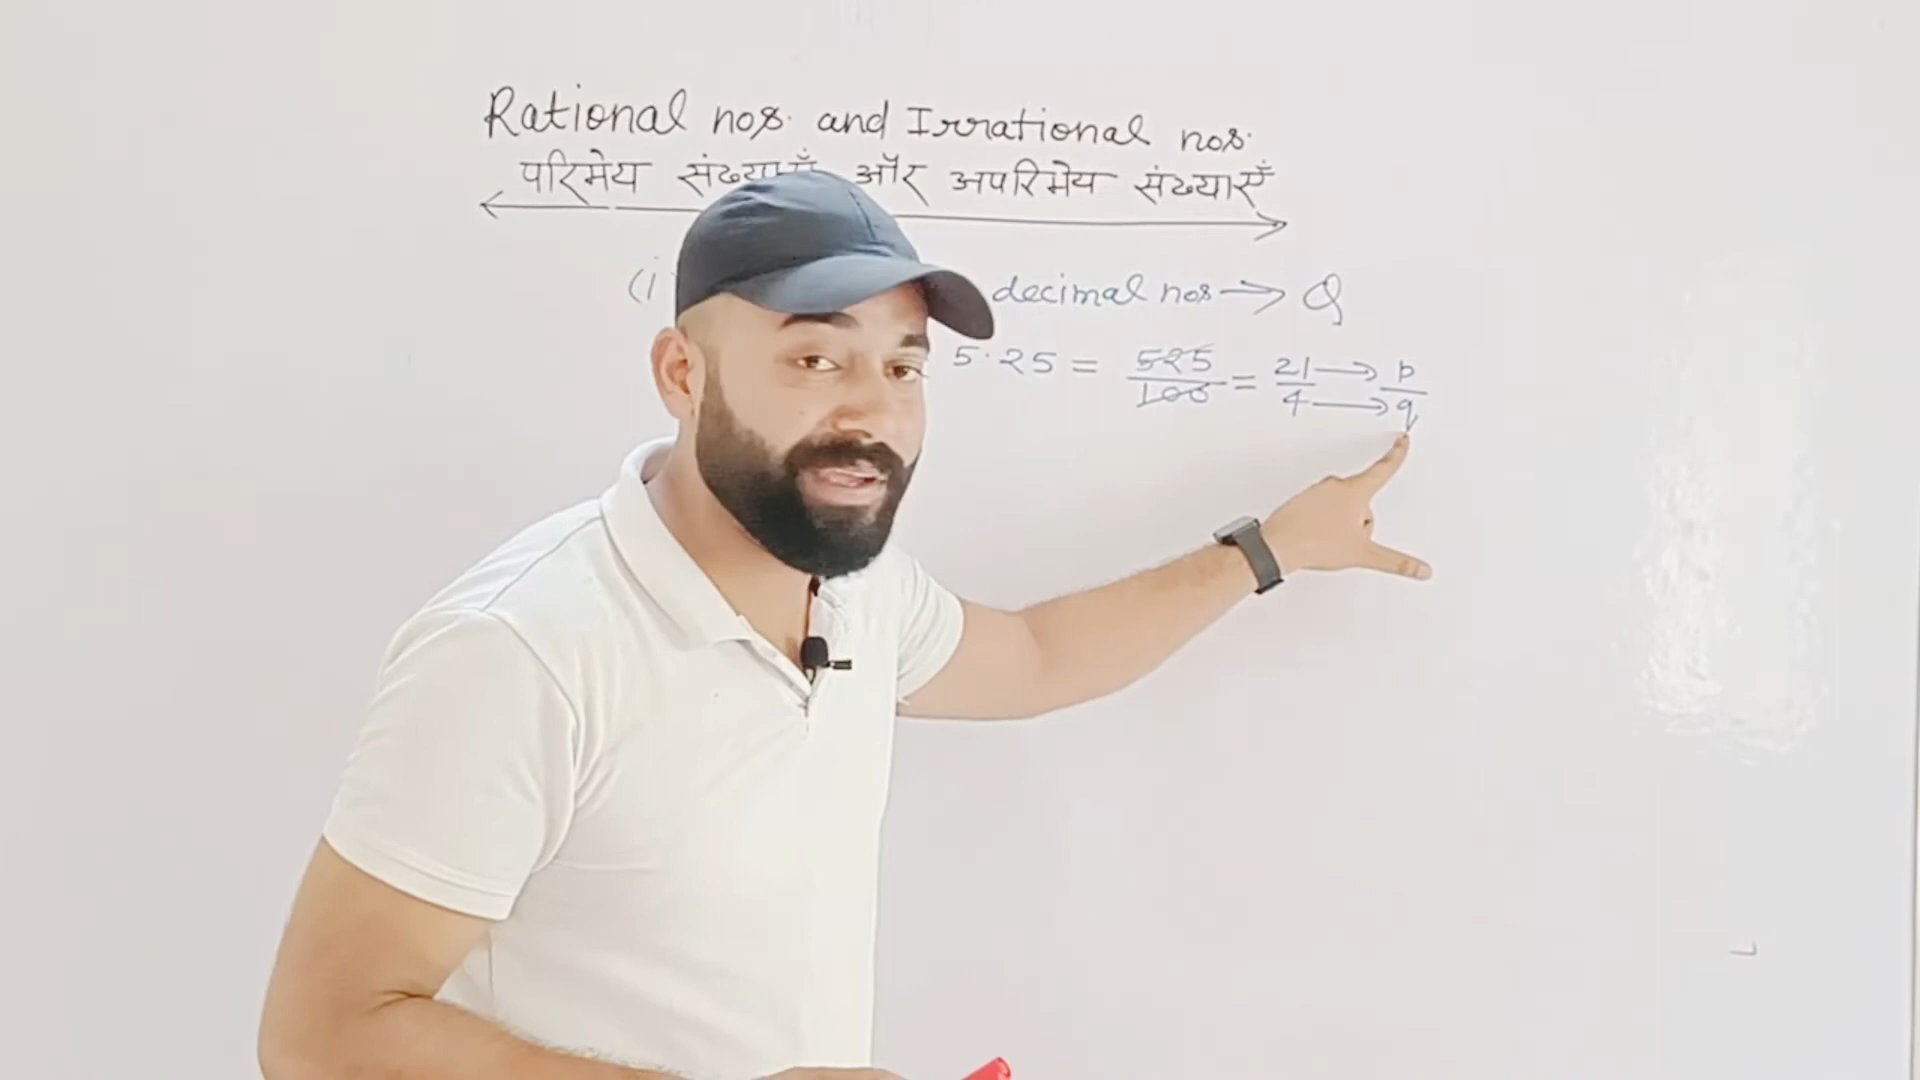 Rational nos. and Irrational nos.
परिमेय संख्याएँ और अपरिमेय संख्याएँ
(i) decimal nos → Q
5.25 = 525/100 = 21/4 → p/q